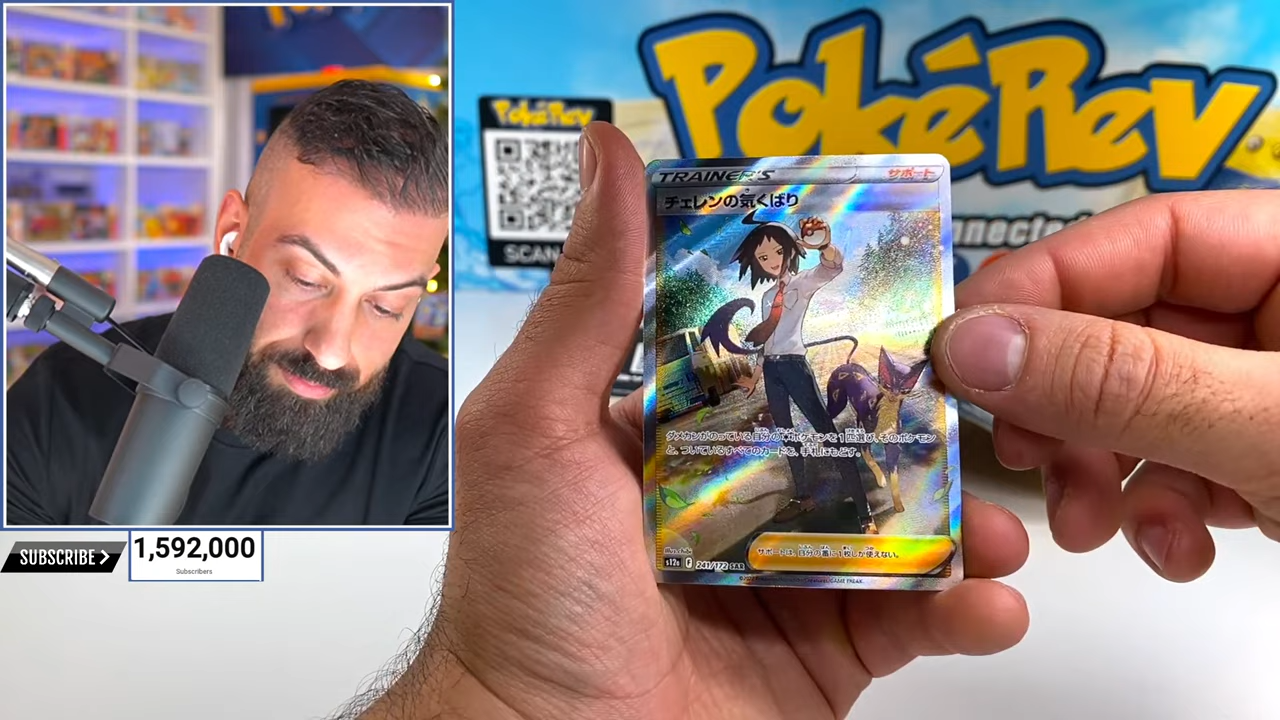 PokéRev
PokéRev
SCAN
nnected
TRAINER'S
サポート
チェレンの気くばり
ダメカンがのっている自分のポケモンを1匹選び、そのポケモン
と、ついているすべてのカードを、手札にもどす。
サポートは、自分の番に1枚しか使えない。
s12a F 241/172 SAR
GAME FREAK
SUBSCRIBE
1,592,000
Subscribers